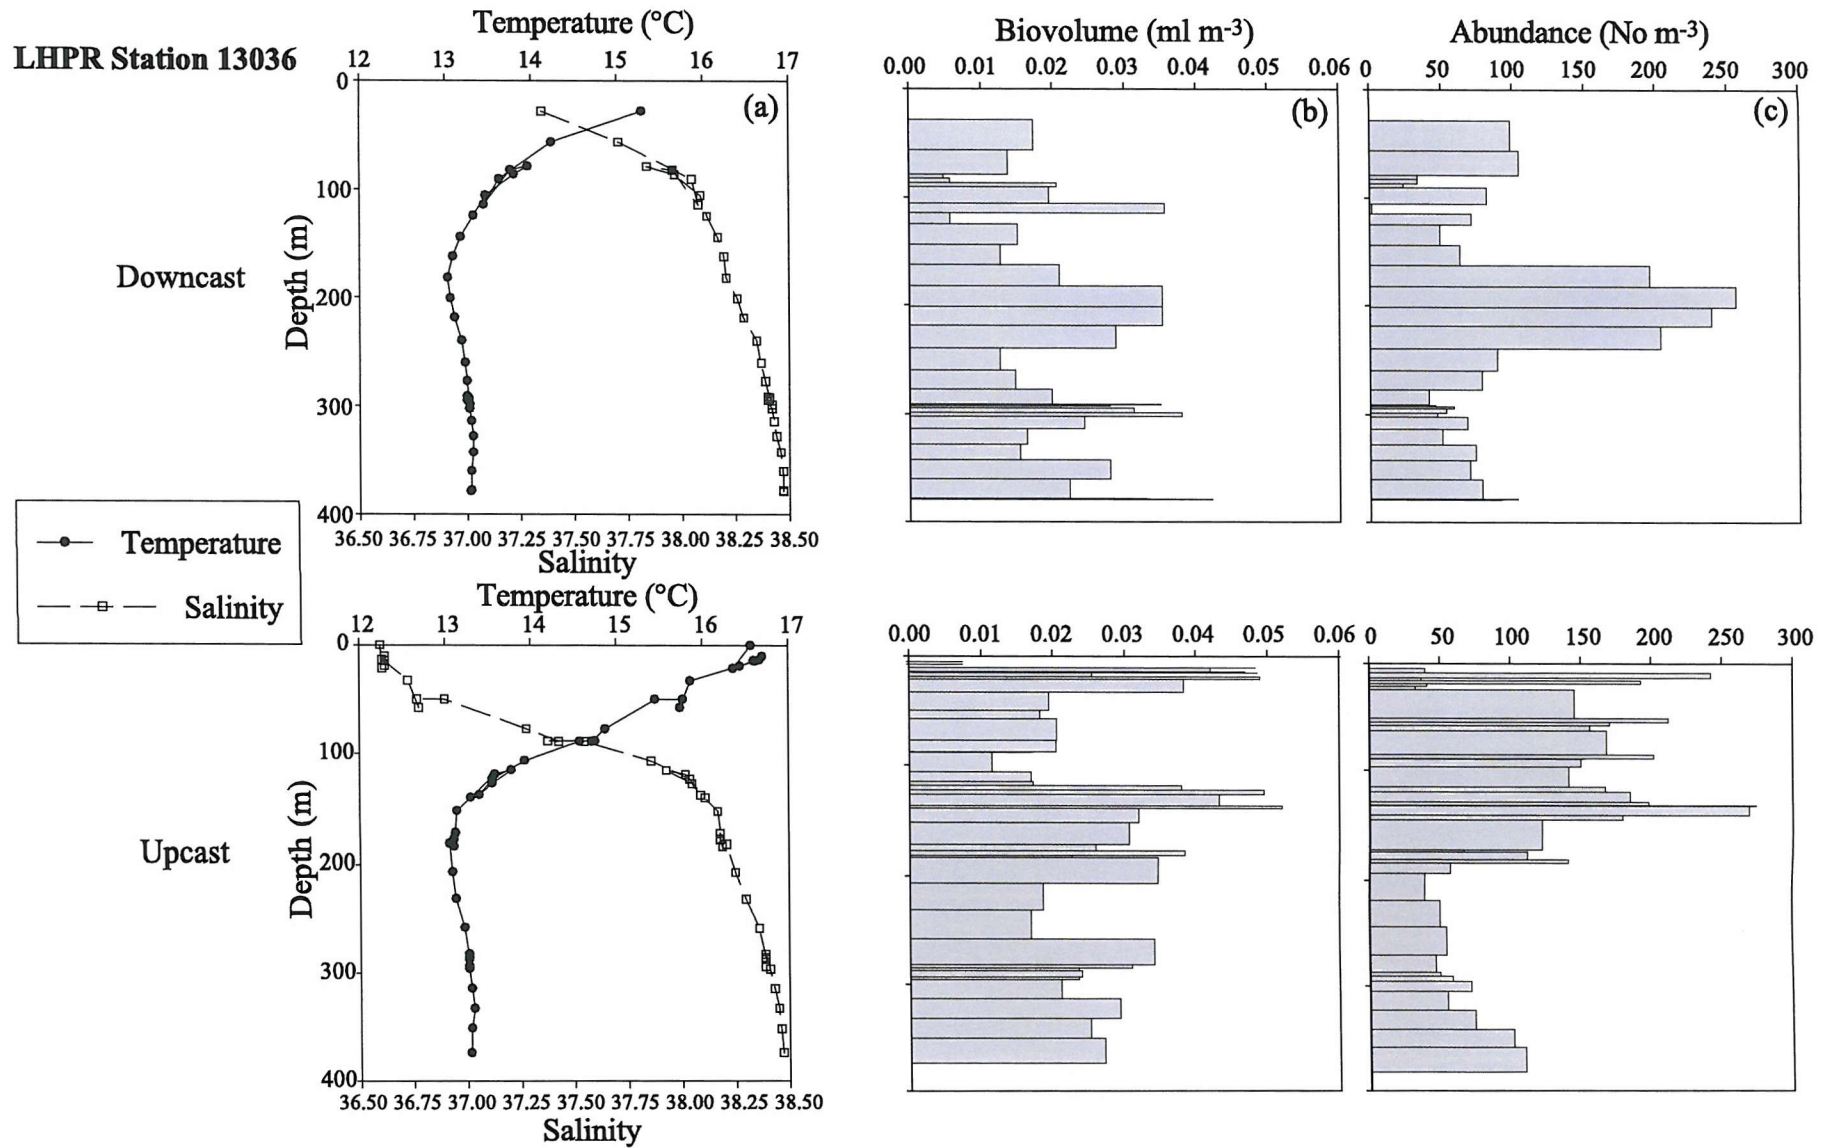 LHPR Station 13036
Temperature (°C)
12 13 14 15 16 17
Biovolume (ml m-3)
0.00 0.01 0.02 0.03 0.04 0.05 0.06
Abundance (No m-3)
0 50 100 150 200 250 300
(a)
(b)
(c)
Downcast
Depth (m)
0
100
200
300
400
36.50 36.75 37.00 37.25 37.50 37.75 38.00 38.25 38.50
Salinity
Temperature
Salinity
Temperature (°C)
12 13 14 15 16 17
0.00 0.01 0.02 0.03 0.04 0.05 0.06
0 50 100 150 200 250 300
Upcast
Depth (m)
0
100
200
300
400
36.50 36.75 37.00 37.25 37.50 37.75 38.00 38.25 38.50
Salinity